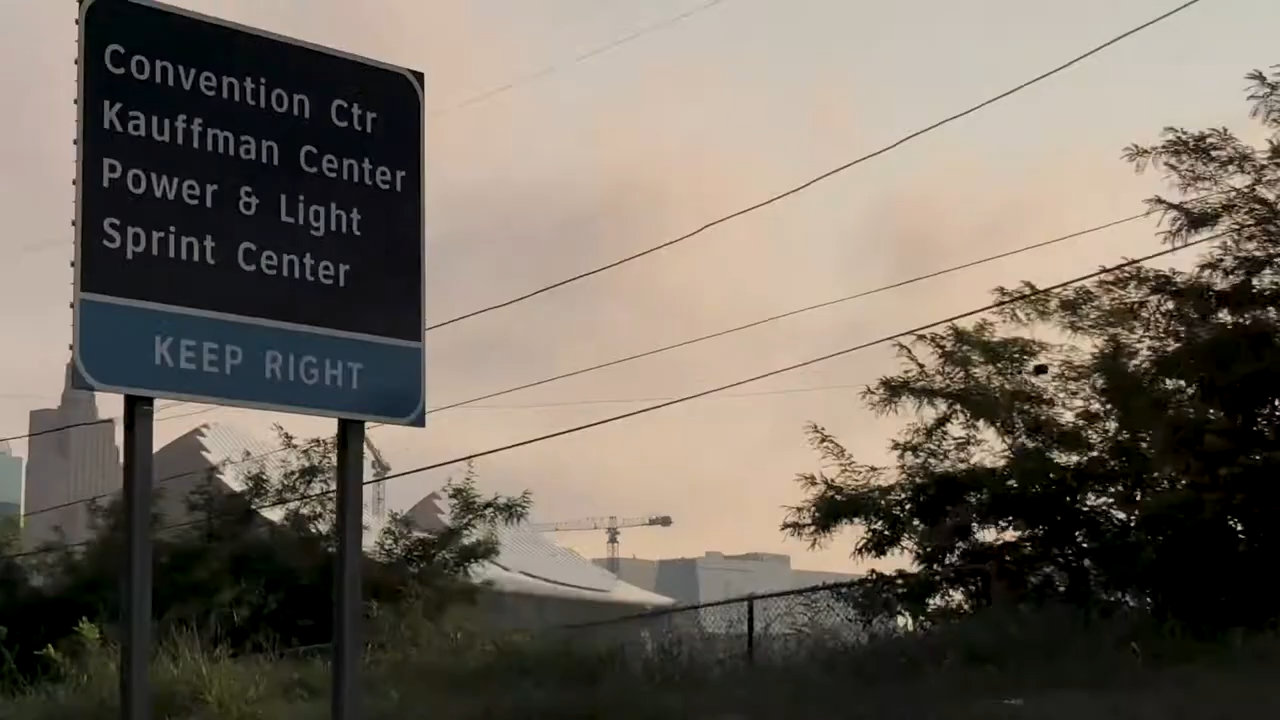 Convention Ctr
Kauffman Center
Power & Light
Sprint Center
KEEP RIGHT